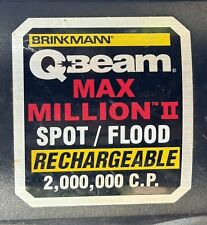 BRINKMANN®
Q-BEAM®
MAX
MILLION™ II
SPOT / FLOOD
RECHARGEABLE
2,000,000 C.P.